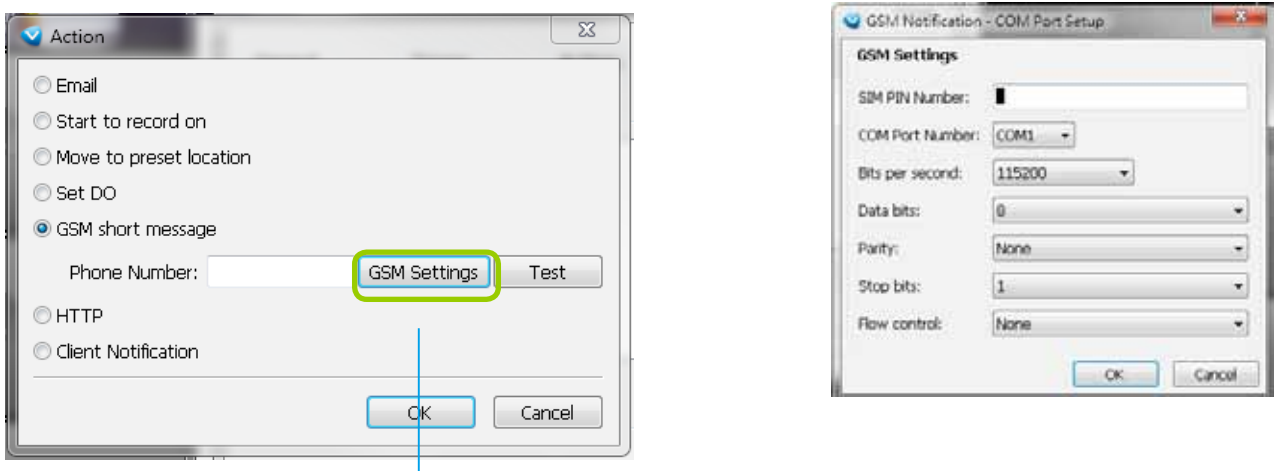 Action
Email
Start to record on
Move to preset location
Set DO
GSM short message
Phone Number: GSM Settings Test
HTTP
Client Notification
OK Cancel
GSM Notification - COM Port Setup
GSM Settings
SIM PIN Number:
COM Port Number: COM1
Bits per second: 115200
Data bits: 0
Parity: None
Stop bits: 1
Flow control: None
OK Cancel